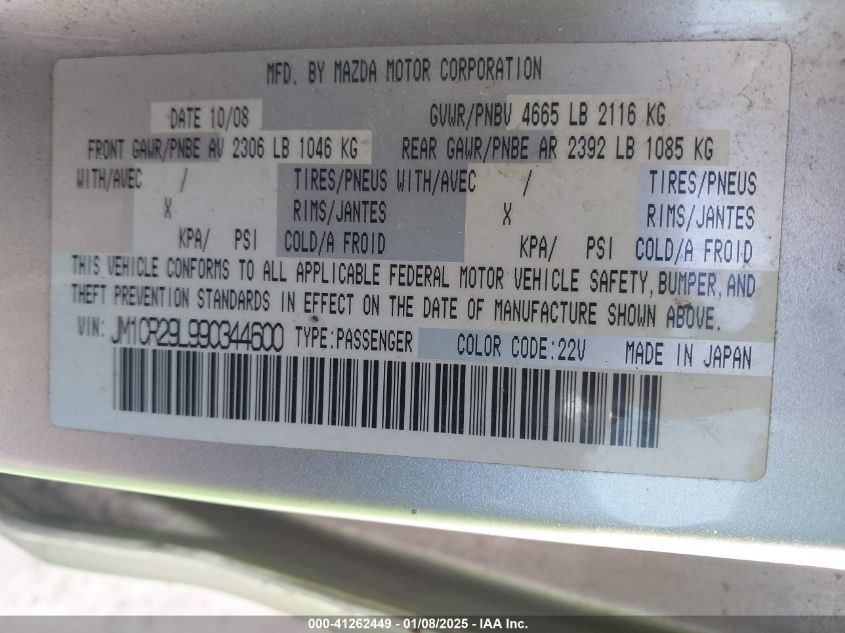 MFD. BY MAZDA MOTOR CORPORATION
DATE 10/08 GVWR/PNBV 4665 LB 2116 KG
FRONT GAWR/PNBE AV 2306 LB 1046 KG REAR GAWR/PNBE AR 2392 LB 1085 KG
WITH/AVEC / TIRES/PNEUS WITH/AVEC / TIRES/PNEUS
X RIMS/JANTES X RIMS/JANTES
KPA/ PSI COLD/A FROID KPA/ PSI COLD/A FROID
THIS VEHICLE CONFORMS TO ALL APPLICABLE FEDERAL MOTOR VEHICLE SAFETY, BUMPER, AND
THEFT PREVENTION STANDARDS IN EFFECT ON THE DATE OF MANUFACTURE SHOWN ABOVE.
VIN: JM1CR29L990344600 TYPE:PASSENGER COLOR CODE:22V MADE IN JAPAN
000-41262449 - 01/08/2025 - IAA Inc.